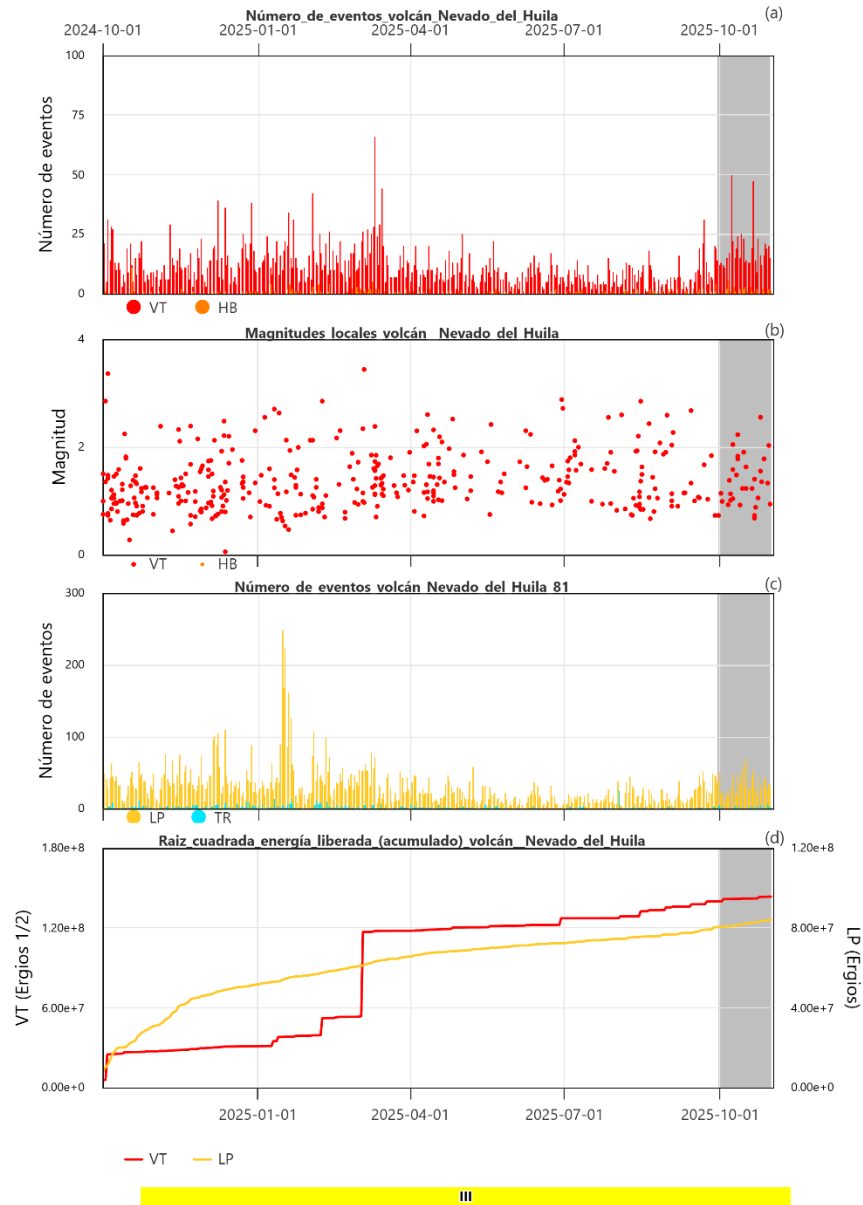 Número_de_eventos_volcán_Nevado_del_Huila
(a)
2024-10-01 2025-01-01 2025-04-01 2025-07-01 2025-10-01
100
75
50
25
0
Número de eventos
VT HB
Magnitudes locales volcán Nevado del Huila
(b)
4
2
0
Magnitud
VT HB
Número de eventos volcán Nevado del Huila 81
(c)
300
200
100
0
Número de eventos
LP TR
Raiz_cuadrada_energía_liberada_(acumulado)_volcán__Nevado_del_Huila
(d)
1.80e+8 1.20e+8
1.20e+8 8.00e+7
6.00e+7 4.00e+7
0.00e+0 0.00e+0
VT (Ergios 1/2)
LP (Ergios)
2025-01-01 2025-04-01 2025-07-01 2025-10-01
VT LP
III